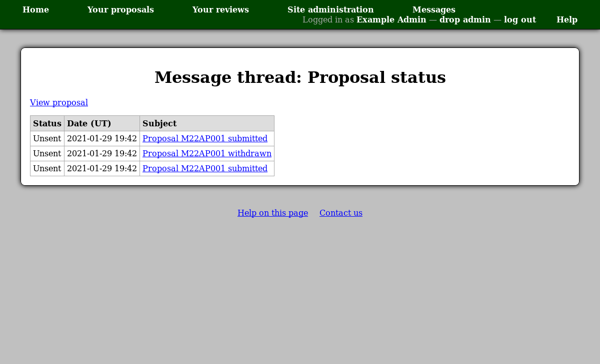 Home Your proposals Your reviews Site administration Messages
Logged in as Example Admin — drop admin — log out Help
Message thread: Proposal status
View proposal
Status Date (UT) Subject
Unsent 2021-01-29 19:42 Proposal M22AP001 submitted
Unsent 2021-01-29 19:42 Proposal M22AP001 withdrawn
Unsent 2021-01-29 19:42 Proposal M22AP001 submitted
Help on this page Contact us